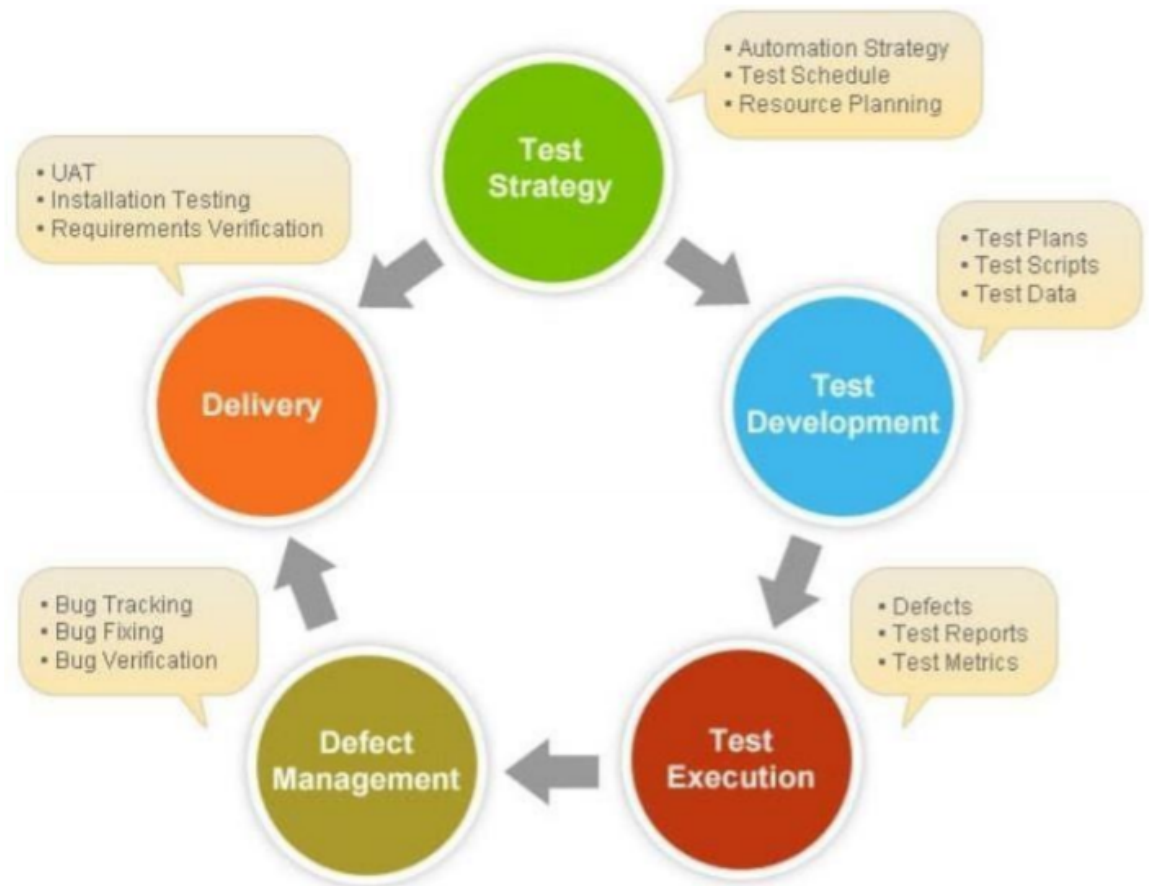 Test
Strategy
• Automation Strategy
• Test Schedule
• Resource Planning
Test
Development
• Test Plans
• Test Scripts
• Test Data
Test
Execution
• Defects
• Test Reports
• Test Metrics
Defect
Management
• Bug Tracking
• Bug Fixing
• Bug Verification
Delivery
• UAT
• Installation Testing
• Requirements Verification